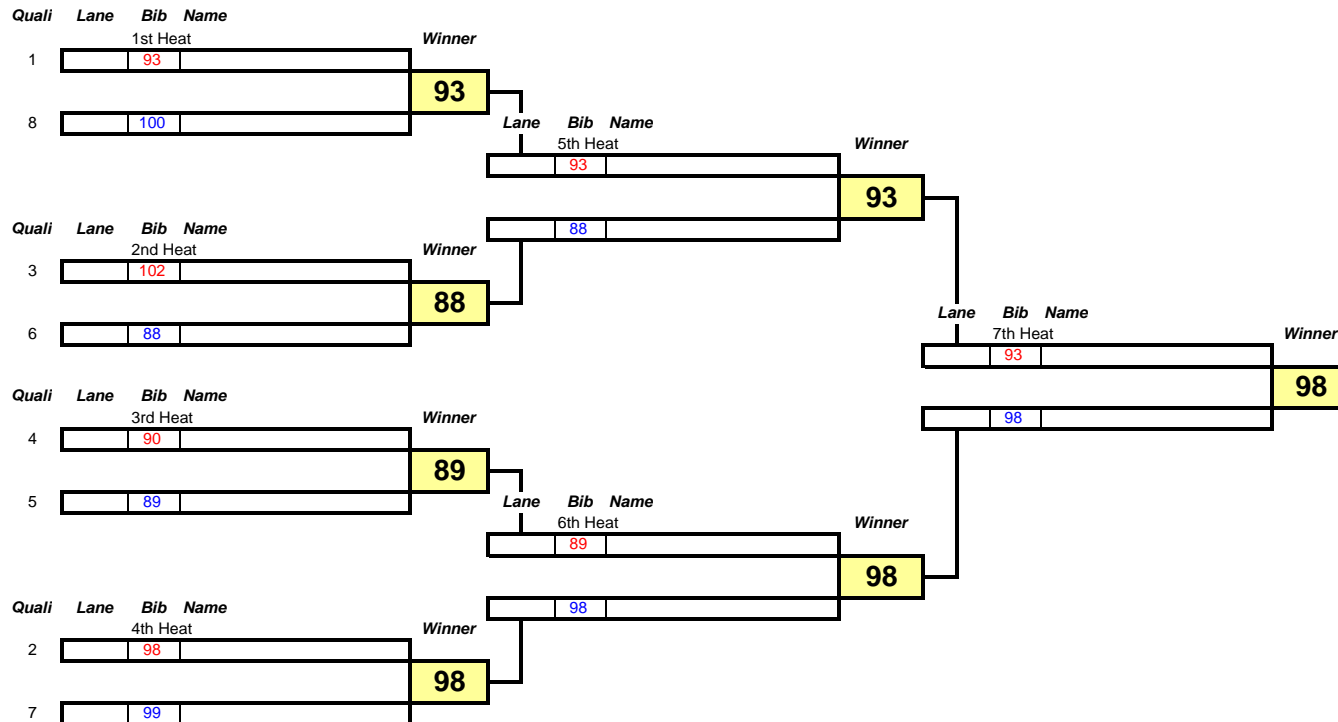 Quali Lane Bib Name
1st Heat Winner
1 93
93
8 100
Lane Bib Name
5th Heat Winner
93
93
Quali Lane Bib Name
88
2nd Heat Winner
3 102
88
6 88
Lane Bib Name
7th Heat Winner
93
98
Quali Lane Bib Name
3rd Heat Winner
98
4 90
89
5 89
Lane Bib Name
6th Heat Winner
89
98
Quali Lane Bib Name
98
4th Heat Winner
2 98
98
7 99